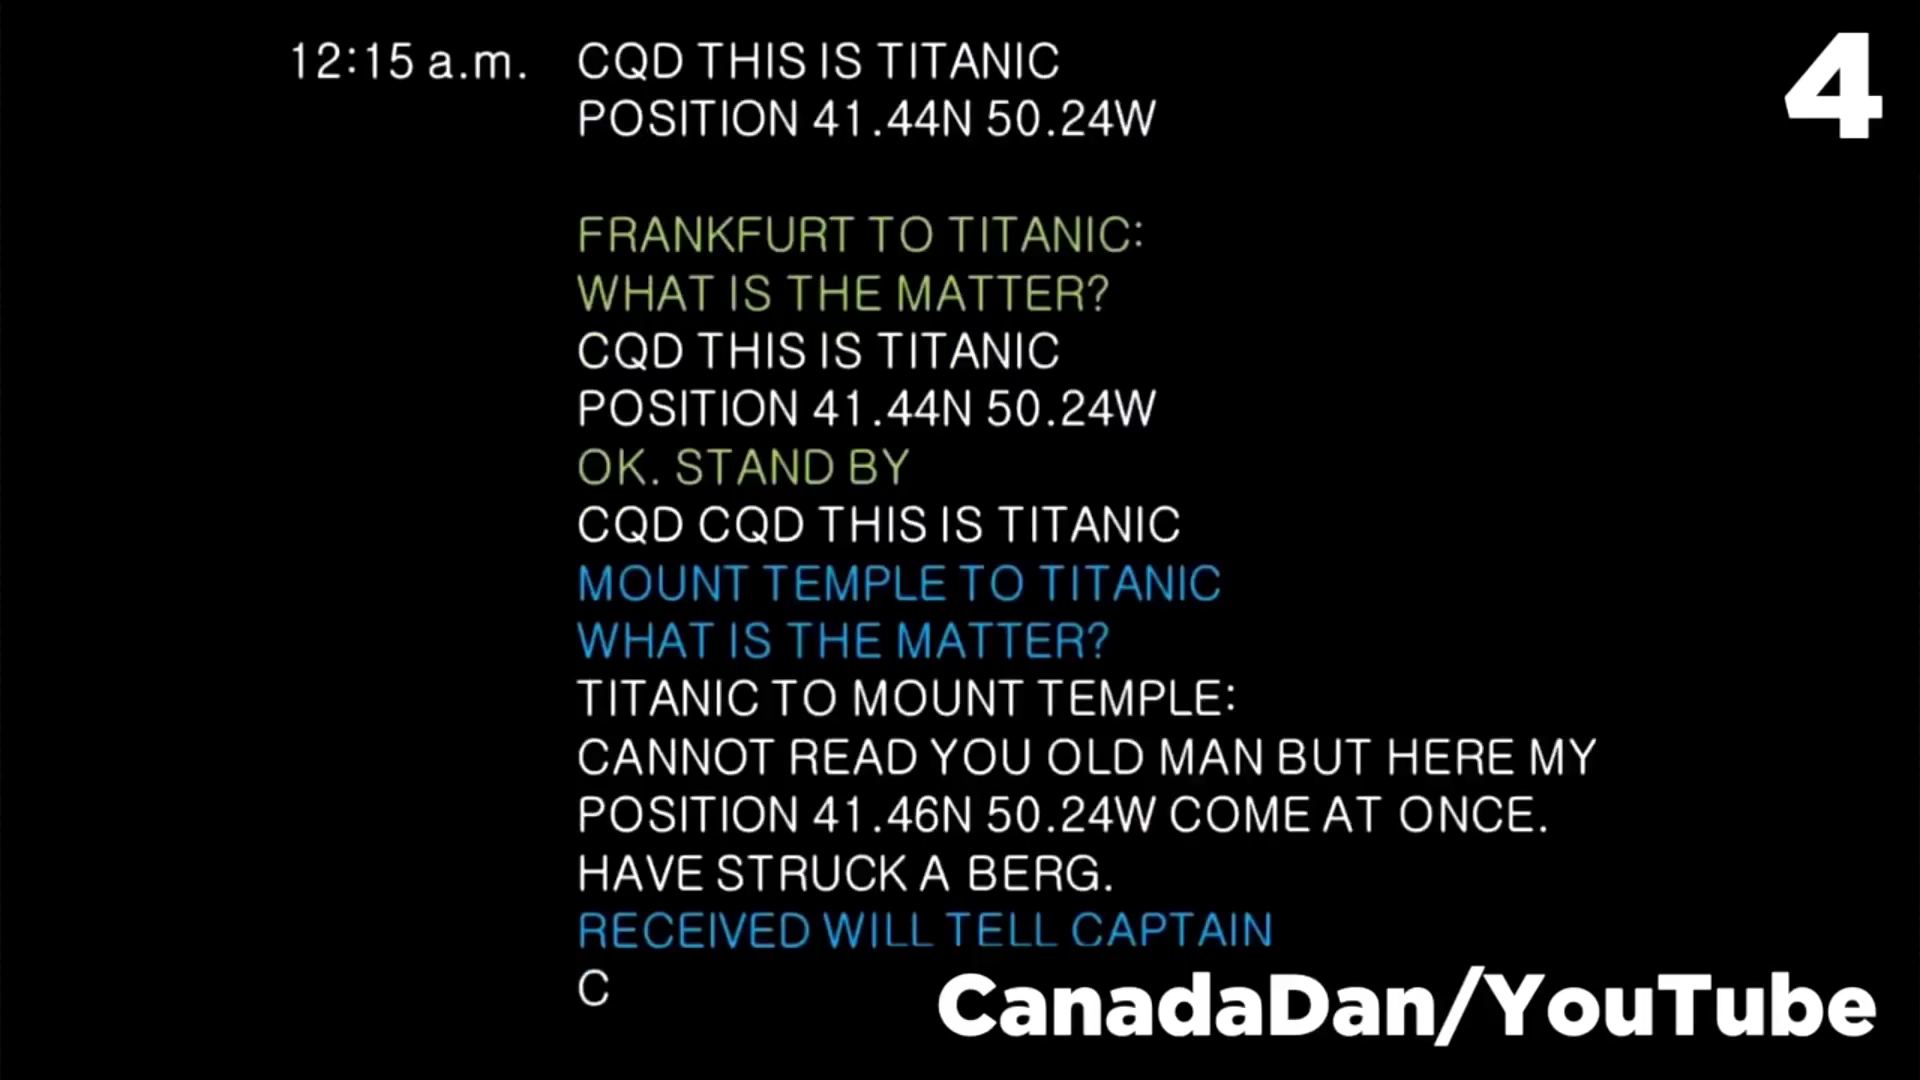 12:15 a.m. CQD THIS IS TITANIC
POSITION 41.44N 50.24W
4
FRANKFURT TO TITANIC:
WHAT IS THE MATTER?
CQD THIS IS TITANIC
POSITION 41.44N 50.24W
OK. STAND BY
CQD CQD THIS IS TITANIC
MOUNT TEMPLE TO TITANIC
WHAT IS THE MATTER?
TITANIC TO MOUNT TEMPLE:
CANNOT READ YOU OLD MAN BUT HERE MY
POSITION 41.46N 50.24W COME AT ONCE.
HAVE STRUCK A BERG.
RECEIVED WILL TELL CAPTAIN
C
CanadaDan/YouTube